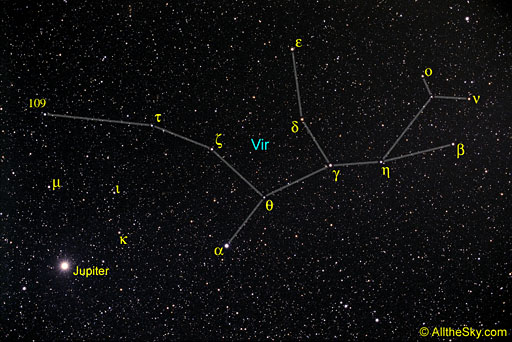 ε
ο
ν
109
τ
δ
ζ
Vir
β
γ
η
μ
ι
θ
κ
α
Jupiter
© AlltheSky.com